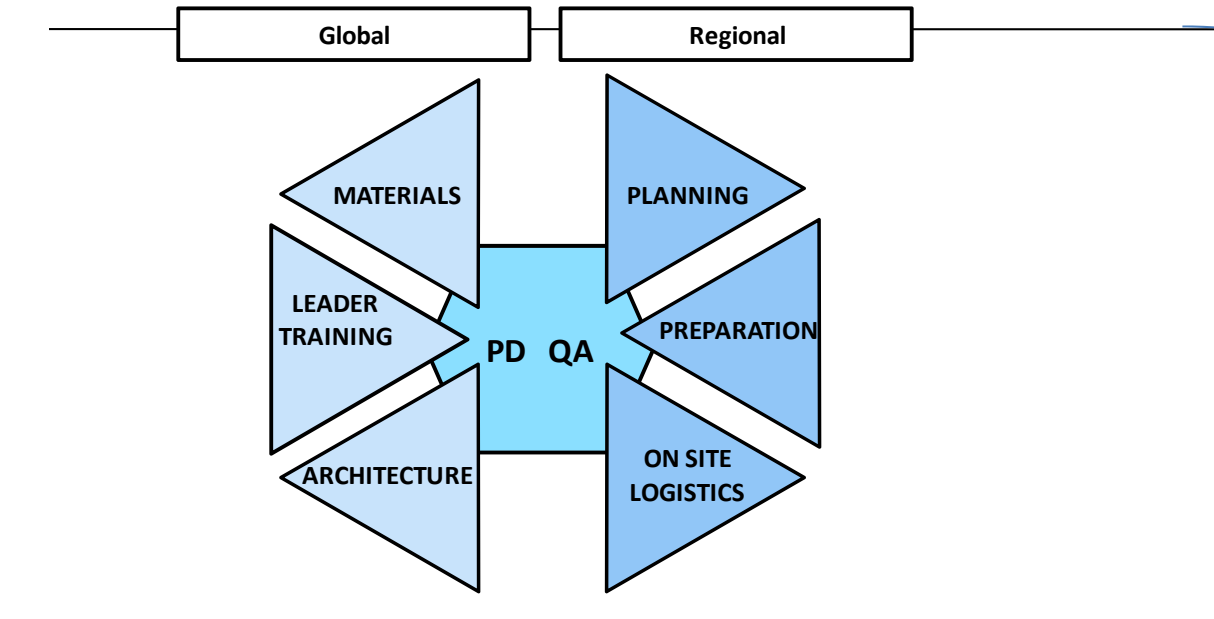 Global
Regional
MATERIALS
PLANNING
LEADER
TRAINING
PREPARATION
PD QA
ARCHITECTURE
ON SITE
LOGISTICS